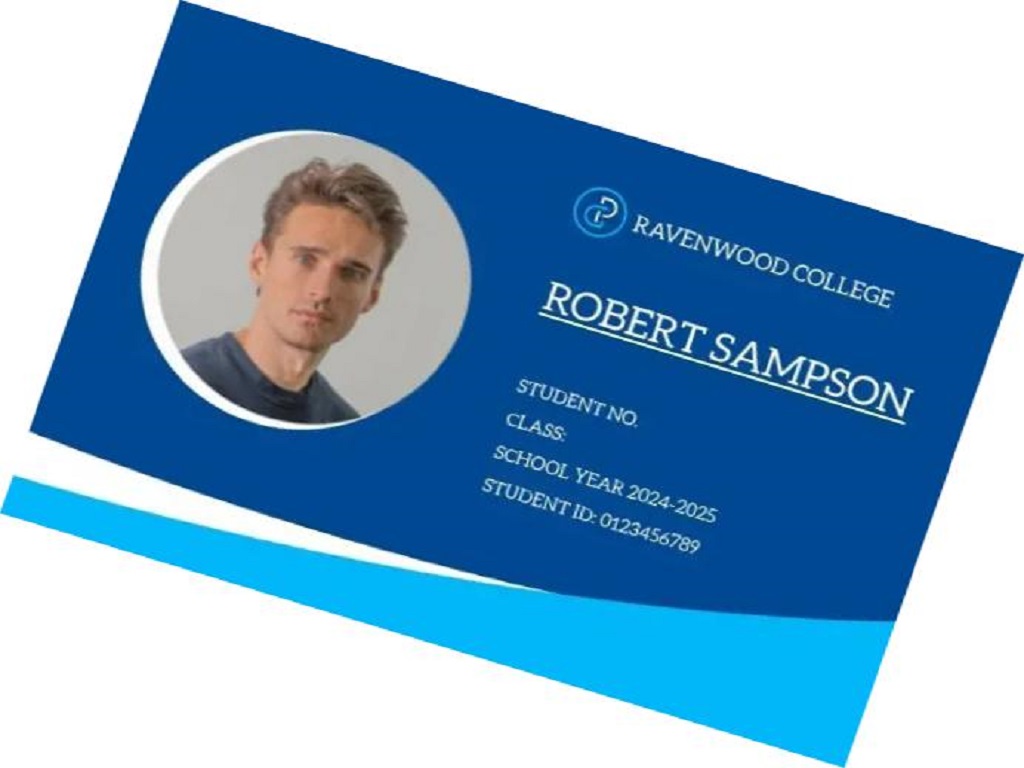 RAVENWOOD COLLEGE
ROBERT SAMPSON
STUDENT NO.
CLASS:
SCHOOL YEAR 2024-2025
STUDENT ID: 0123456789